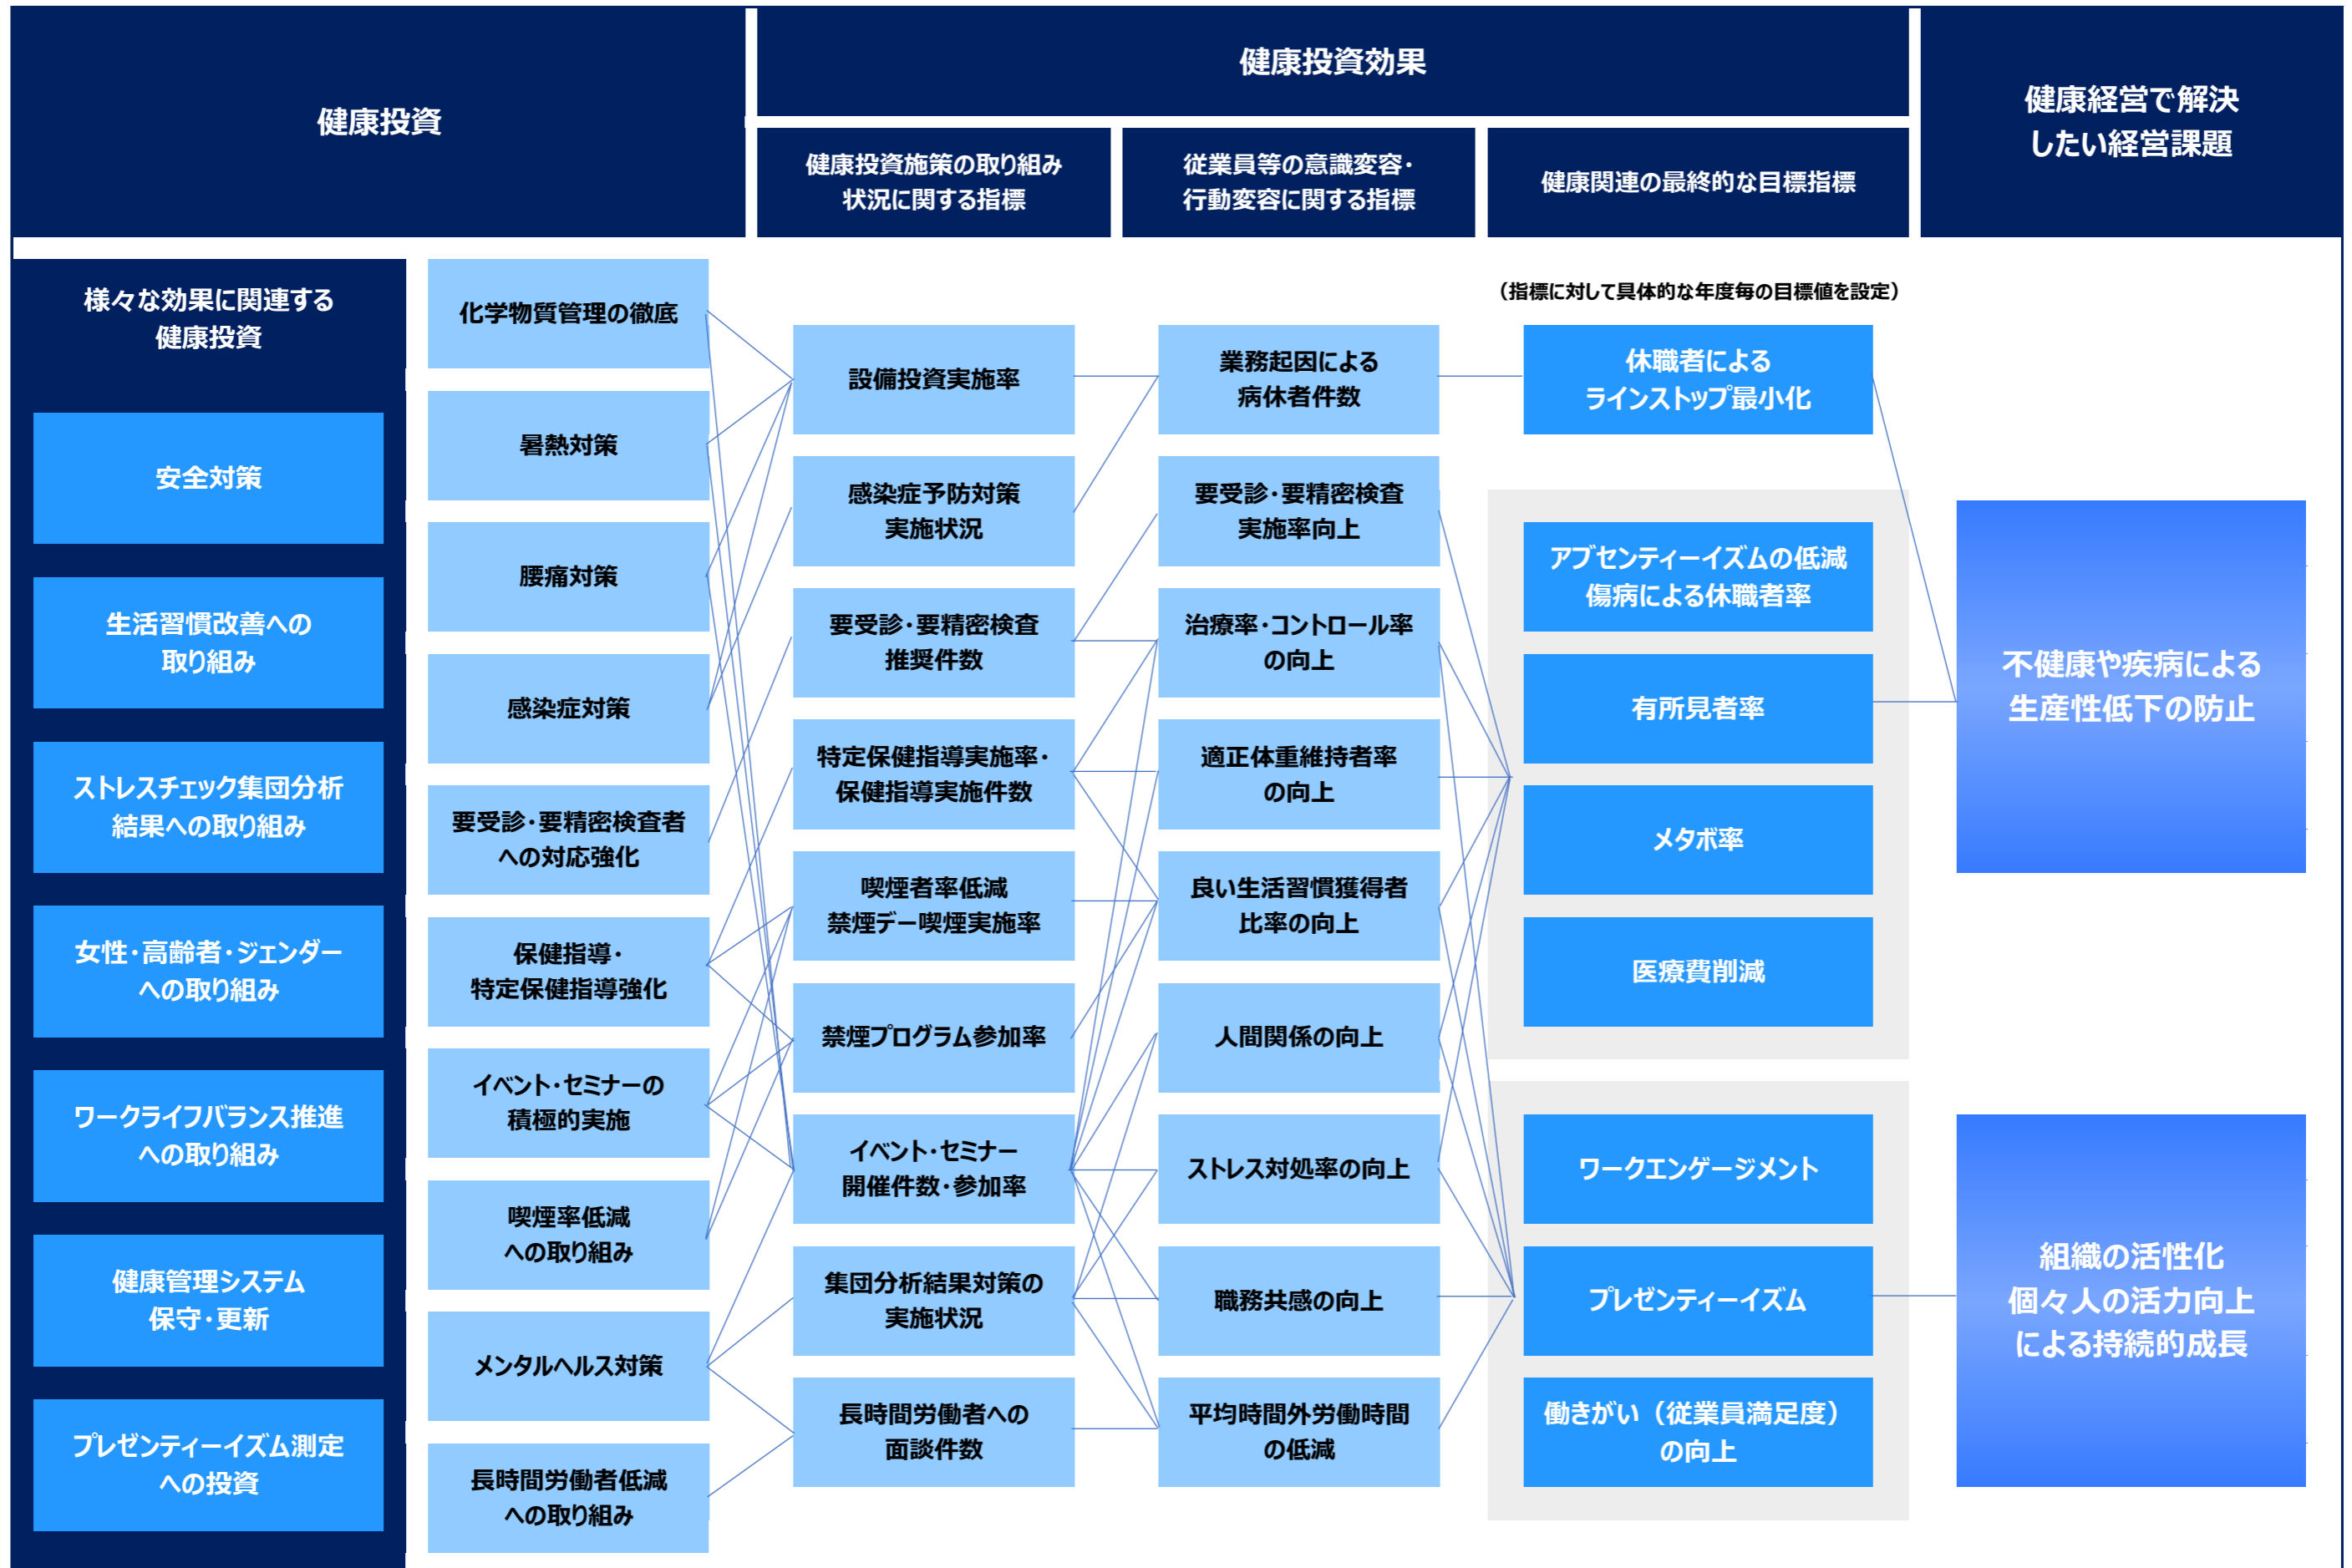 健康投資
健康投資効果
健康経営で解決
したい経営課題
健康投資施策の取り組み
状況に関する指標
従業員等の意識変容・
行動変容に関する指標
健康関連の最終的な目標指標
様々な効果に関連する
健康投資
安全対策
生活習慣改善への
取り組み
ストレスチェック集団分析
結果への取り組み
女性・高齢者・ジェンダー
への取り組み
ワークライフバランス推進
への取り組み
健康管理システム
保守・更新
プレゼンティーイズム測定
への投資
化学物質管理の徹底
暑熱対策
腰痛対策
感染症対策
要受診・要精密検査者
への対応強化
保健指導・
特定保健指導強化
イベント・セミナーの
積極的実施
喫煙率低減
への取り組み
メンタルヘルス対策
長時間労働者低減
への取り組み
設備投資実施率
感染症予防対策
実施状況
要受診・要精密検査
推奨件数
特定保健指導実施率・
保健指導実施件数
喫煙者率低減
禁煙デー喫煙実施率
禁煙プログラム参加率
イベント・セミナー
開催件数・参加率
集団分析結果対策の
実施状況
長時間労働者への
面談件数
業務起因による
病休者件数
要受診・要精密検査
実施率向上
治療率・コントロール率
の向上
適正体重維持者率
の向上
良い生活習慣獲得者
比率の向上
人間関係の向上
ストレス対処率の向上
職務共感の向上
平均時間外労働時間
の低減
（指標に対して具体的な年度毎の目標値を設定）
休職者による
ラインストップ最小化
アブセンティーイズムの低減
傷病による休職者率
有所見者率
メタボ率
医療費削減
ワークエンゲージメント
プレゼンティーイズム
働きがい（従業員満足度）
の向上
不健康や疾病による
生産性低下の防止
組織の活性化
個々人の活力向上
による持続的成長